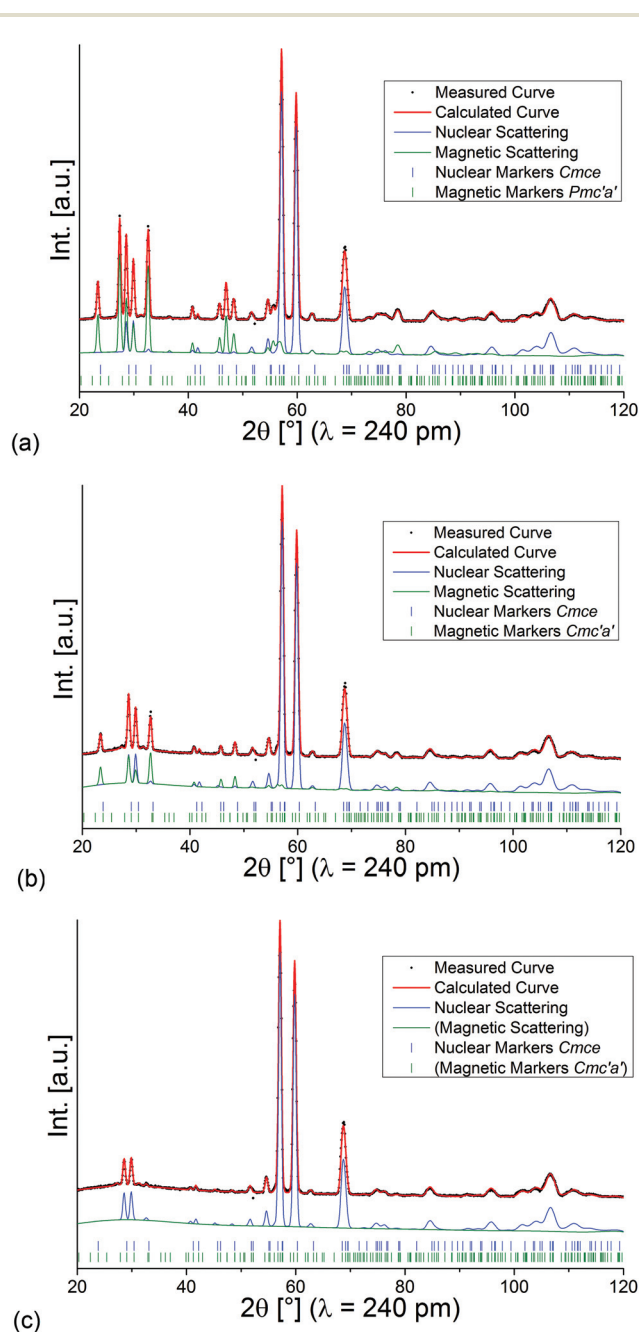 Int. [a.u.]
Measured Curve
Calculated Curve
Nuclear Scattering
Magnetic Scattering
Nuclear Markers Cmce
Magnetic Markers Pmc'a'
20 40 60 80 100 120
2θ [°] (λ = 240 pm)
(a)
Int. [a.u.]
Measured Curve
Calculated Curve
Nuclear Scattering
Magnetic Scattering
Nuclear Markers Cmce
Magnetic Markers Cmc'a'
20 40 60 80 100 120
2θ [°] (λ = 240 pm)
(b)
Int. [a.u.]
Measured Curve
Calculated Curve
Nuclear Scattering
(Magnetic Scattering)
Nuclear Markers Cmce
(Magnetic Markers Cmc'a')
20 40 60 80 100 120
2θ [°] (λ = 240 pm)
(c)